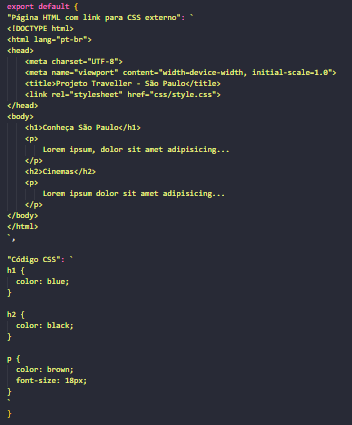 export default {
"Página HTML com link para CSS externo": `
<!DOCTYPE html>
<html lang="pt-br">
<head>
    <meta charset="UTF-8">
    <meta name="viewport" content="width=device-width, initial-scale=1.0">
    <title>Projeto Traveller - São Paulo</title>
    <link rel="stylesheet" href="css/style.css">
</head>
<body>
    <h1>Conheça São Paulo</h1>
    <p>
        Lorem ipsum, dolor sit amet adipisicing...
    </p>
    <h2>Cinemas</h2>
    <p>
        Lorem ipsum dolor sit amet adipisicing...
    </p>
</body>
</html>
`,
"Código CSS": `
h1 {
  color: blue;
}
h2 {
  color: black;
}
p {
  color: brown;
  font-size: 18px;
}
`
}